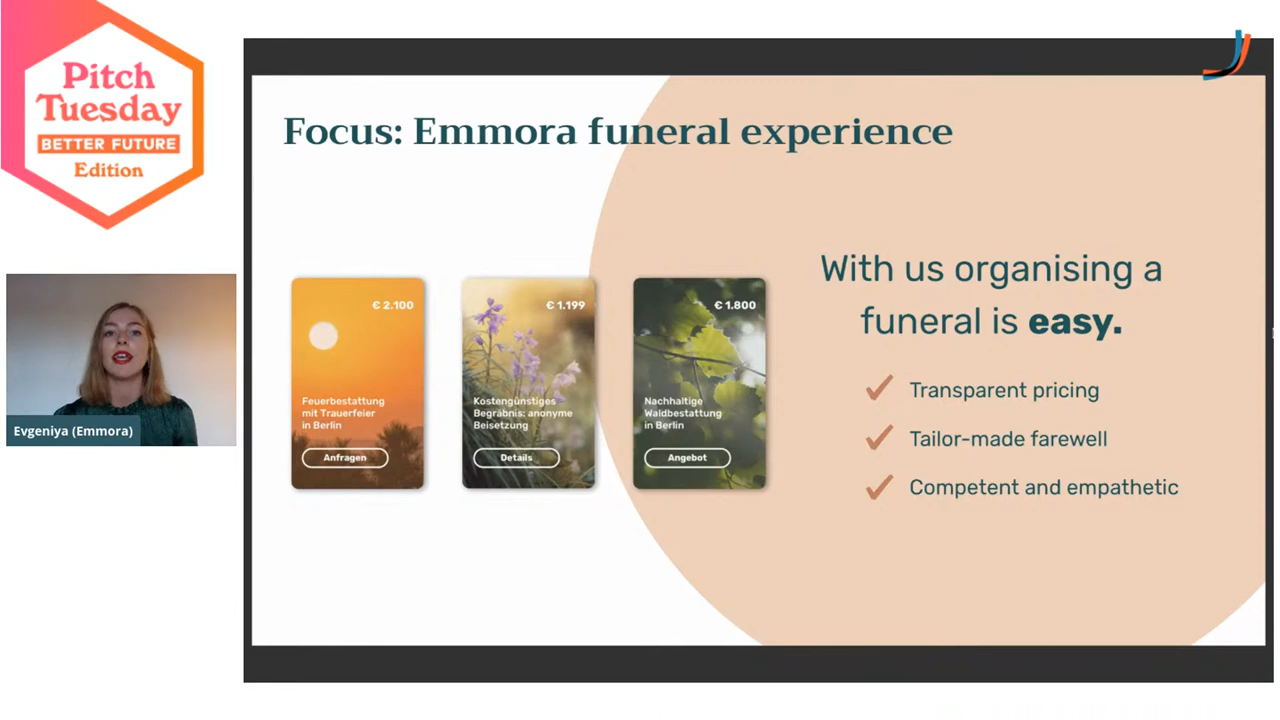 Pitch
Tuesday
BETTER FUTURE
Edition
Evgeniya (Emmora)
Focus: Emmora funeral experience
€ 2.100
Feuerbestattung
mit Trauerfeier
in Berlin
Anfragen
€ 1.199
Kostengünstiges
Begräbnis: anonyme
Beisetzung
Details
€ 1.800
Nachhaltige
Waldbestattung
in Berlin
Angebot
With us organising a
funeral is easy.
Transparent pricing
Tailor-made farewell
Competent and empathetic